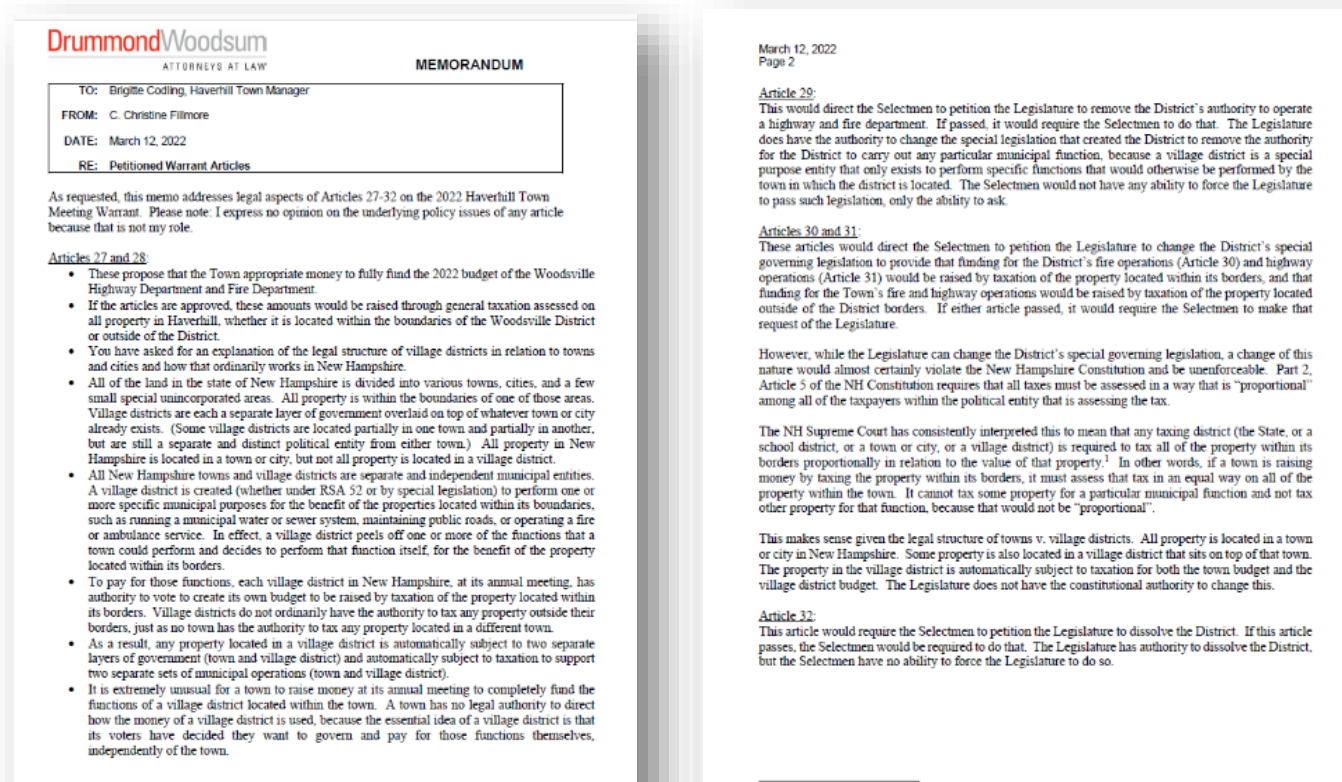 DrummondWoodsum
ATTORNEYS AT LAW
MEMORANDUM
TO: Brigitte Codling, Haverhill Town Manager
FROM: C. Christine Fillmore
DATE: March 12, 2022
RE: Petitioned Warrant Articles
As requested, this memo addresses legal aspects of Articles 27-32 on the 2022 Haverhill Town
Meeting Warrant. Please note: I express no opinion on the underlying policy issues of any article
because that is not my role.
Articles 27 and 28:
• These propose that the Town appropriate money to fully fund the 2022 budget of the Woodsville
Highway Department and Fire Department.
• If the articles are approved, these amounts would be raised through general taxation assessed on
all property in Haverhill, whether it is located within the boundaries of the Woodsville District
or outside of the District.
• You have asked for an explanation of the legal structure of village districts in relation to towns
and cities and how that ordinarily works in New Hampshire.
• All of the land in the state of New Hampshire is divided into various towns, cities, and a few
small special unincorporated areas. All property is within the boundaries of one of those areas.
Village districts are each a separate layer of government overlaid on top of whatever town or city
already exists. (Some village districts are located partially in one town and partially in another,
but are still a separate and distinct political entity from either town.) All property in New
Hampshire is located in a town or city, but not all property is located in a village district.
• All New Hampshire towns and village districts are separate and independent municipal entities.
A village district is created (whether under RSA 52 or by special legislation) to perform one or
more specific municipal purposes for the benefit of the properties located within its boundaries,
such as running a municipal water or sewer system, maintaining public roads, or operating a fire
or ambulance service. In effect, a village district peels off one or more of the functions that a
town could perform and decides to perform that function itself, for the benefit of the property
located within its borders.
• To pay for those functions, each village district in New Hampshire, at its annual meeting, has
authority to vote to create its own budget to be raised by taxation of the property located within
its borders. Village districts do not ordinarily have the authority to tax any property outside their
borders, just as no town has the authority to tax any property located in a different town.
• As a result, any property located in a village district is automatically subject to two separate
layers of government (town and village district) and automatically subject to taxation to support
two separate sets of municipal operations (town and village district).
• It is extremely unusual for a town to raise money at its annual meeting to completely fund the
functions of a village district located within the town. A town has no legal authority to direct
how the money of a village district is used, because the essential idea of a village district is that
its voters have decided they want to govern and pay for those functions themselves,
independently of the town.
March 12, 2022
Page 2
Article 29:
This would direct the Selectmen to petition the Legislature to remove the District's authority to operate
a highway and fire department. If passed, it would require the Selectmen to do that. The Legislature
does have the authority to change the special legislation that created the District to remove the authority
for the District to carry out any particular municipal function, because a village district is a special
purpose entity that only exists to perform specific functions that would otherwise be performed by the
town in which the district is located. The Selectmen would not have any ability to force the Legislature
to pass such legislation, only the ability to ask.
Articles 30 and 31:
These articles would direct the Selectmen to petition the Legislature to change the District's special
governing legislation to provide that funding for the District's fire operations (Article 30) and highway
operations (Article 31) would be raised by taxation of the property located within its borders, and that
funding for the Town's fire and highway operations would be raised by taxation of the property located
outside of the District borders. If either article passed, it would require the Selectmen to make that
request of the Legislature.
However, while the Legislature can change the District's special governing legislation, a change of this
nature would almost certainly violate the New Hampshire Constitution and be unenforceable. Part 2,
Article 5 of the NH Constitution requires that all taxes must be assessed in a way that is "proportional"
among all of the taxpayers within the political entity that is assessing the tax.
The NH Supreme Court has consistently interpreted this to mean that any taxing district (the State, or a
school district, or a town or city, or a village district) is required to tax all of the property within its
borders proportionally in relation to the value of that property.1 In other words, if a town is raising
money by taxing the property within its borders, it must assess that tax in an equal way on all of the
property within the town. It cannot tax some property for a particular municipal function and not tax
other property for that function, because that would not be "proportional".
This makes sense given the legal structure of towns v. village districts. All property is located in a town
or city in New Hampshire. Some property is also located in a village district that sits on top of that town.
The property in the village district is automatically subject to taxation for both the town budget and the
village district budget. The Legislature does not have the constitutional authority to change this.
Article 32:
This article would require the Selectmen to petition the Legislature to dissolve the District. If this article
passes, the Selectmen would be required to do that. The Legislature has authority to dissolve the District,
but the Selectmen have no ability to force the Legislature to do so.